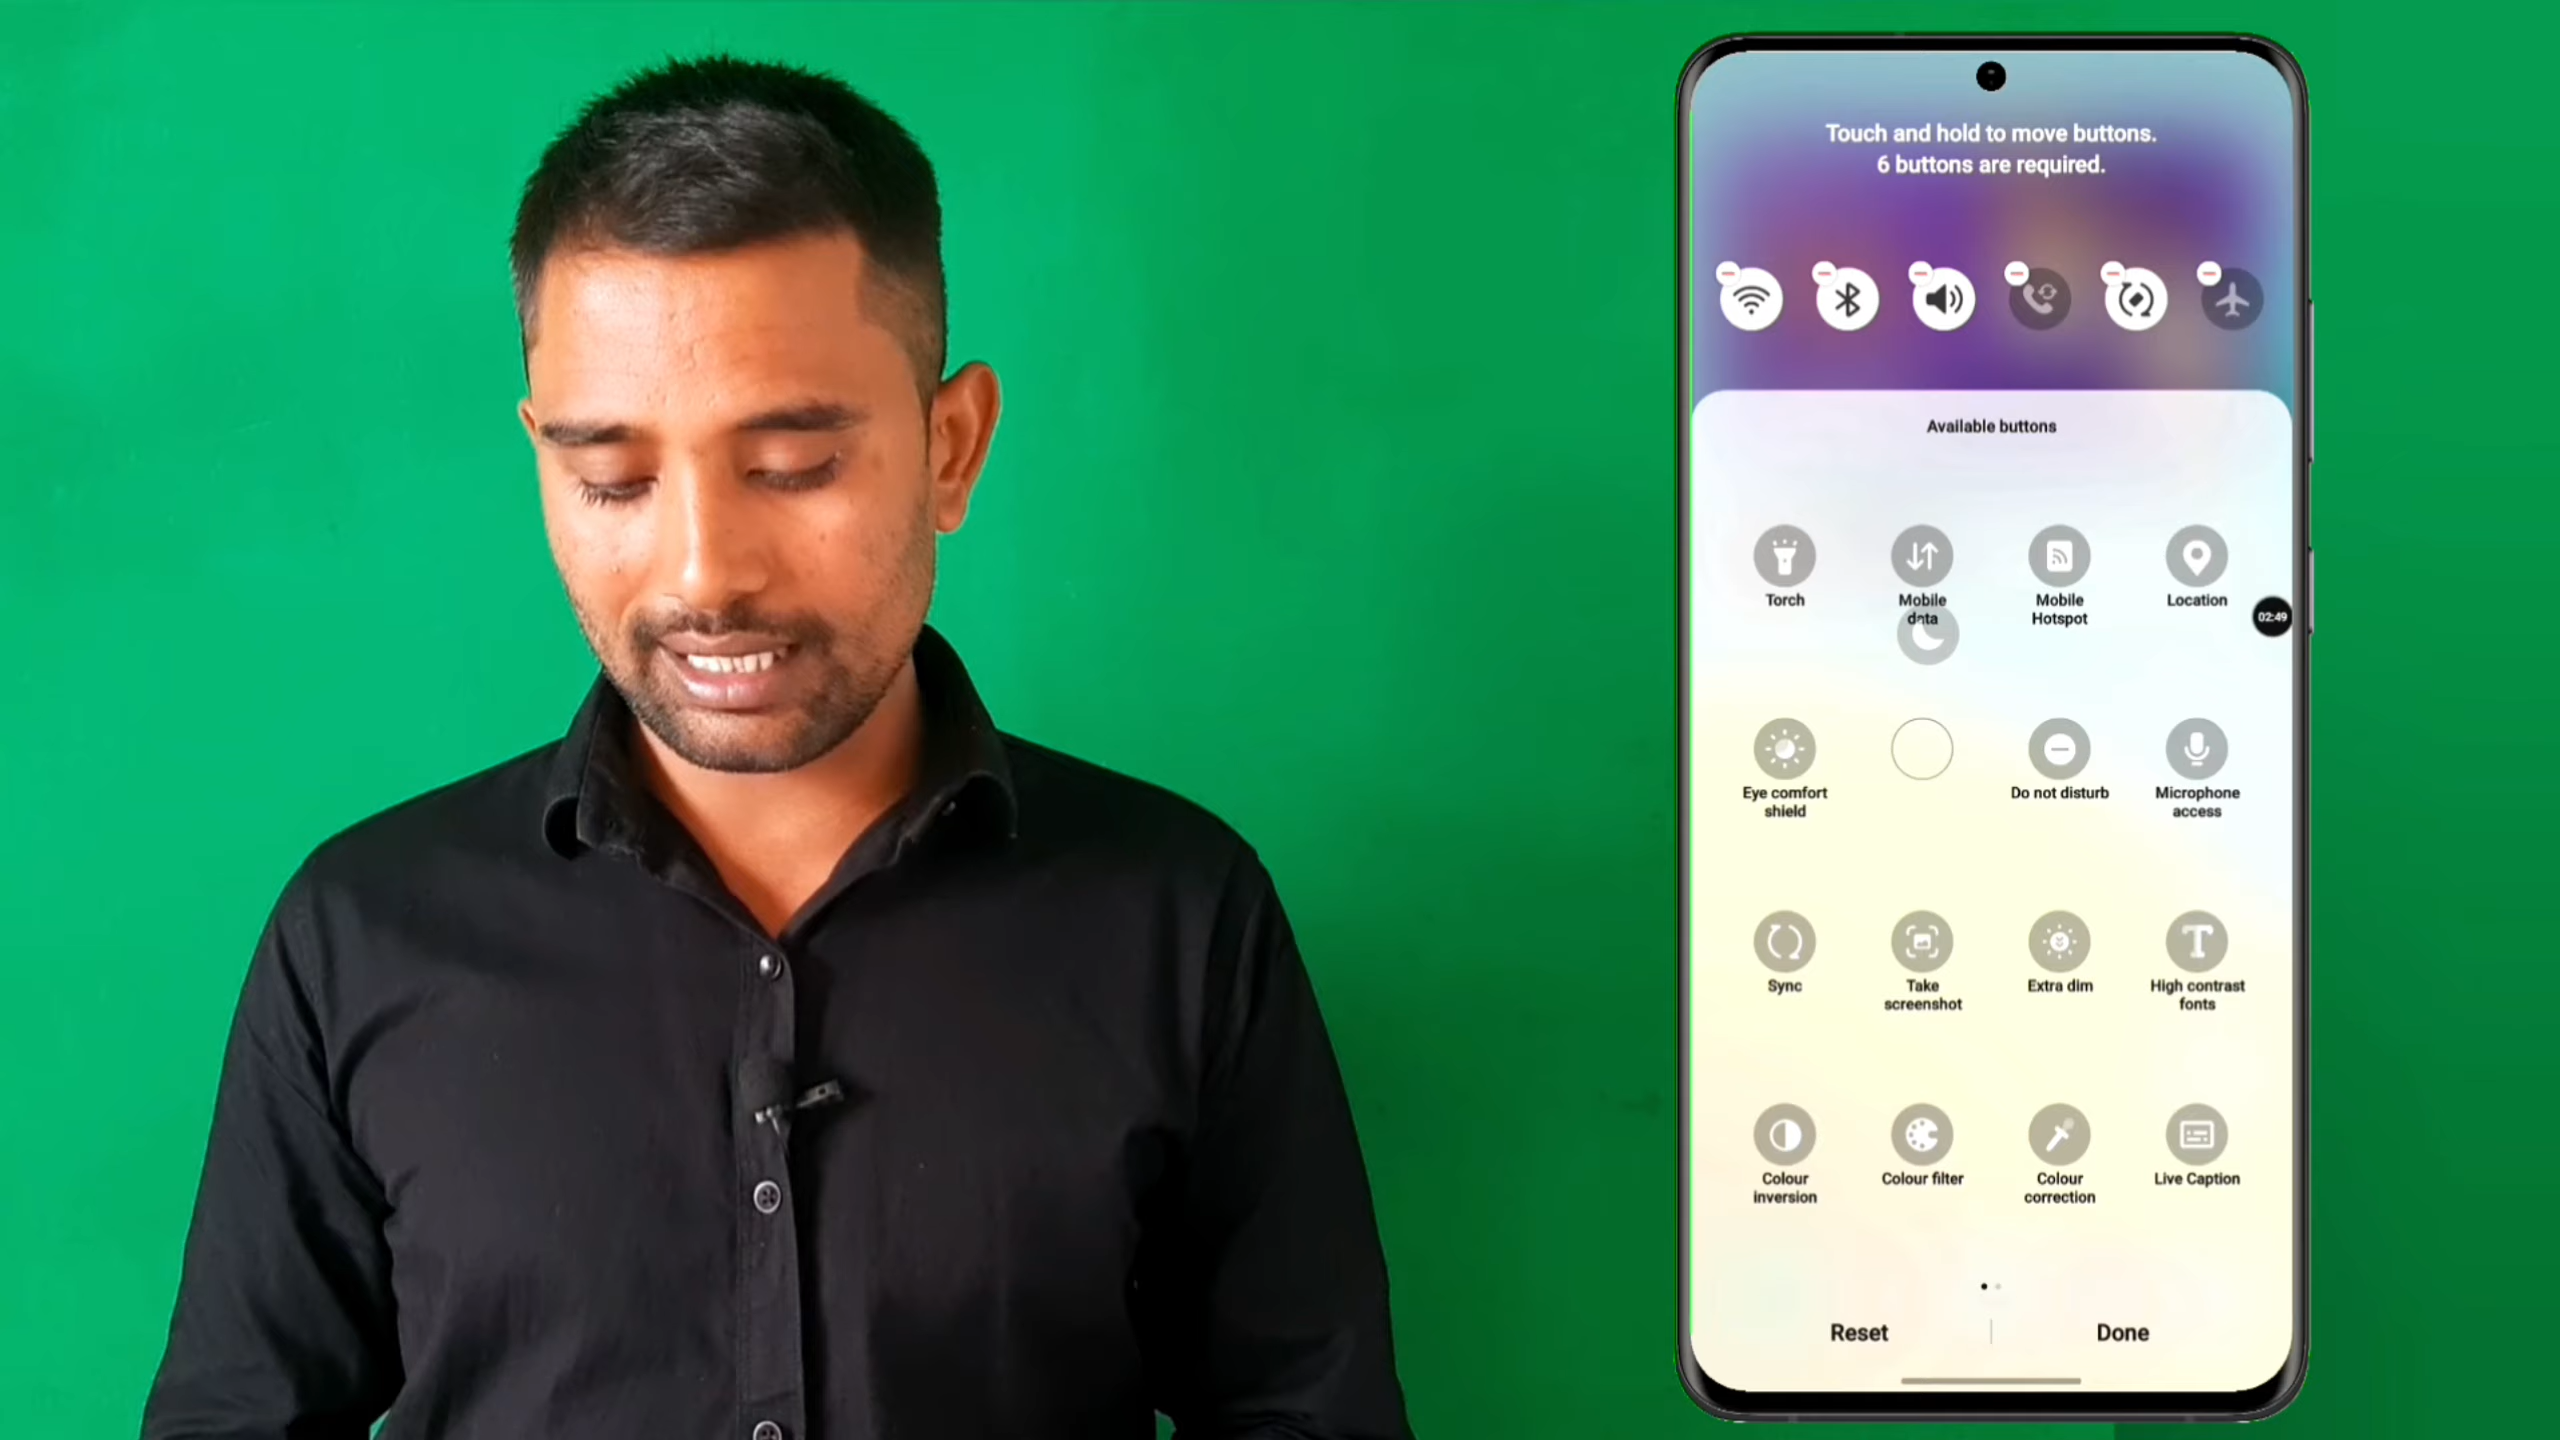 Touch and hold to move buttons.
6 buttons are required.
Available buttons
Torch
Mobile
data
Mobile
Hotspot
Location
02:49
Eye comfort
shield
Do not disturb
Microphone
access
Sync
Take
screenshot
Extra dim
High contrast
fonts
Colour
inversion
Colour filter
Colour
correction
Live Caption
Reset
Done